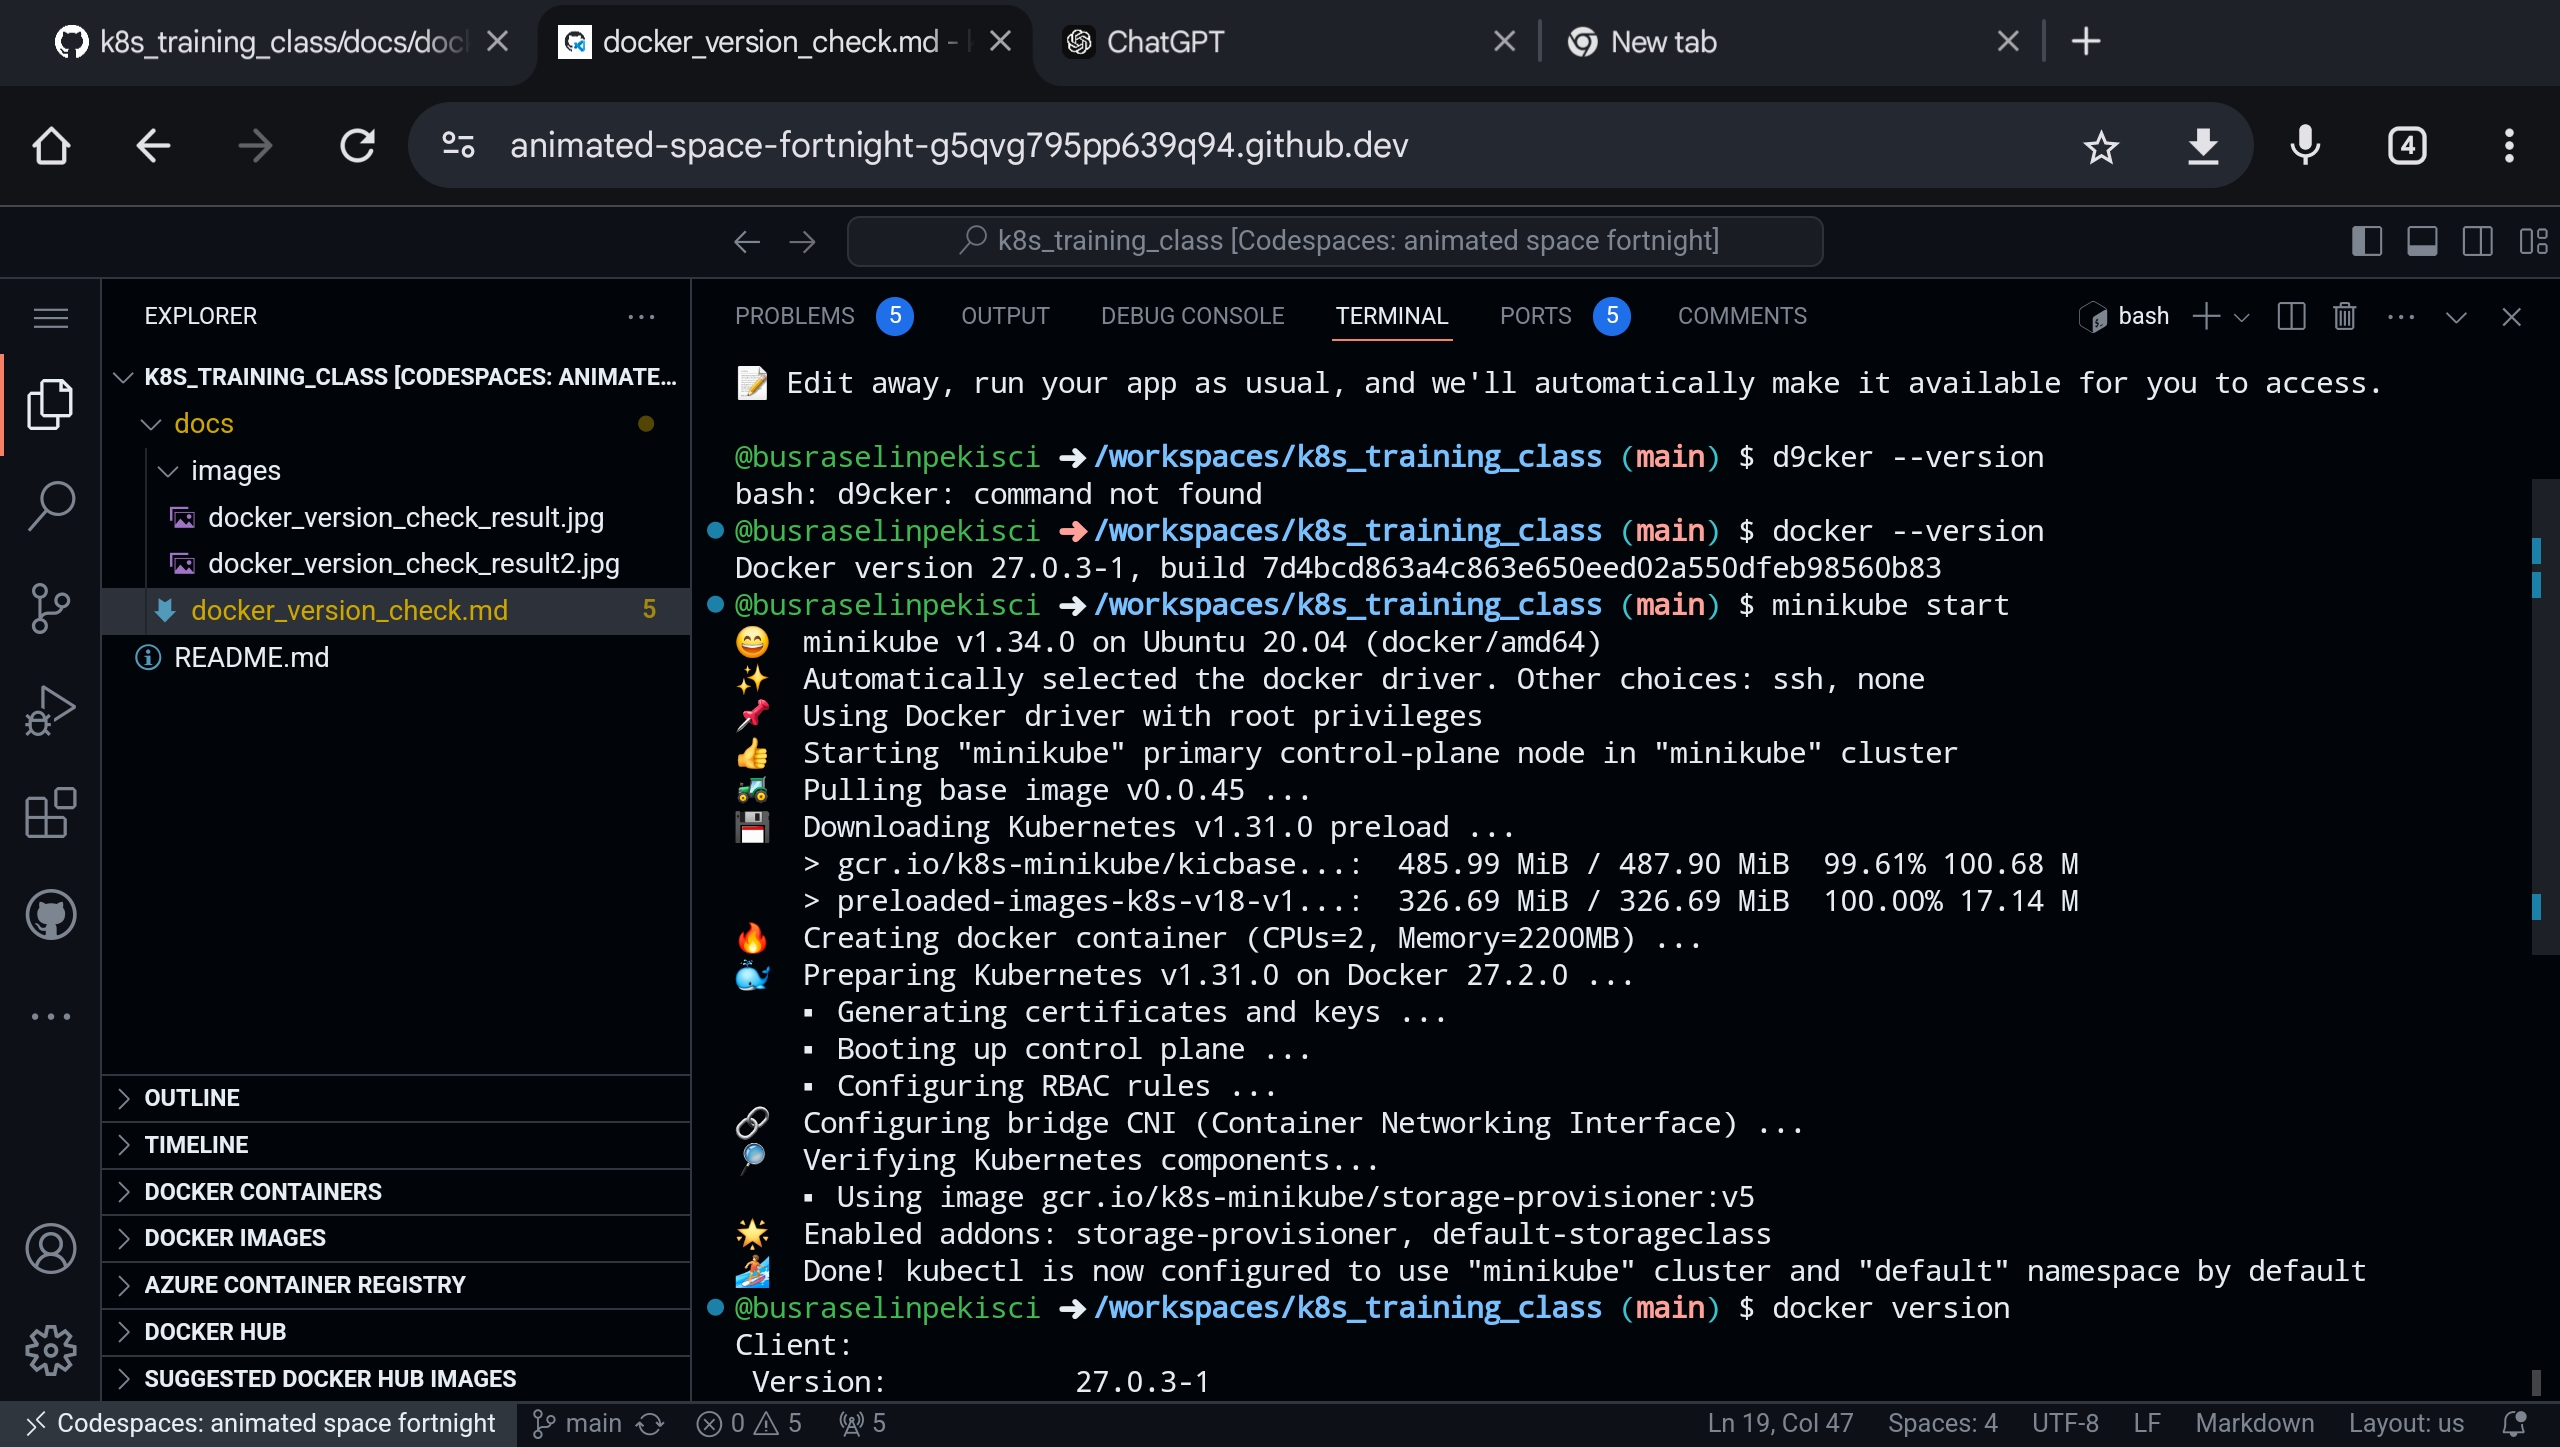 k8s_training_class/docs/doc
docker_version_check.md -
ChatGPT
New tab
animated-space-fortnight-g5qvg795pp639q94.github.dev
4
k8s_training_class [Codespaces: animated space fortnight]
EXPLORER
K8S_TRAINING_CLASS [CODESPACES: ANIMATE...
docs
images
docker_version_check_result.jpg
docker_version_check_result2.jpg
docker_version_check.md 5
README.md
OUTLINE
TIMELINE
DOCKER CONTAINERS
DOCKER IMAGES
AZURE CONTAINER REGISTRY
DOCKER HUB
SUGGESTED DOCKER HUB IMAGES
PROBLEMS 5 OUTPUT DEBUG CONSOLE TERMINAL PORTS 5 COMMENTS bash
📝 Edit away, run your app as usual, and we'll automatically make it available for you to access.
@busraselinpekisci ➜ /workspaces/k8s_training_class (main) $ d9cker --version
bash: d9cker: command not found
@busraselinpekisci ➜ /workspaces/k8s_training_class (main) $ docker --version
Docker version 27.0.3-1, build 7d4bcd863a4c863e650eed02a550dfeb98560b83
@busraselinpekisci ➜ /workspaces/k8s_training_class (main) $ minikube start
😄 minikube v1.34.0 on Ubuntu 20.04 (docker/amd64)
✨ Automatically selected the docker driver. Other choices: ssh, none
📌 Using Docker driver with root privileges
👍 Starting "minikube" primary control-plane node in "minikube" cluster
🚜 Pulling base image v0.0.45 ...
💾 Downloading Kubernetes v1.31.0 preload ...
> gcr.io/k8s-minikube/kicbase...: 485.99 MiB / 487.90 MiB 99.61% 100.68 M
> preloaded-images-k8s-v18-v1...: 326.69 MiB / 326.69 MiB 100.00% 17.14 M
🔥 Creating docker container (CPUs=2, Memory=2200MB) ...
🐳 Preparing Kubernetes v1.31.0 on Docker 27.2.0 ...
▪ Generating certificates and keys ...
▪ Booting up control plane ...
▪ Configuring RBAC rules ...
🔗 Configuring bridge CNI (Container Networking Interface) ...
🔎 Verifying Kubernetes components...
▪ Using image gcr.io/k8s-minikube/storage-provisioner:v5
🌟 Enabled addons: storage-provisioner, default-storageclass
🏄 Done! kubectl is now configured to use "minikube" cluster and "default" namespace by default
@busraselinpekisci ➜ /workspaces/k8s_training_class (main) $ docker version
Client:
Version: 27.0.3-1
Codespaces: animated space fortnight main 0 5 5 Ln 19, Col 47 Spaces: 4 UTF-8 LF Markdown Layout: us